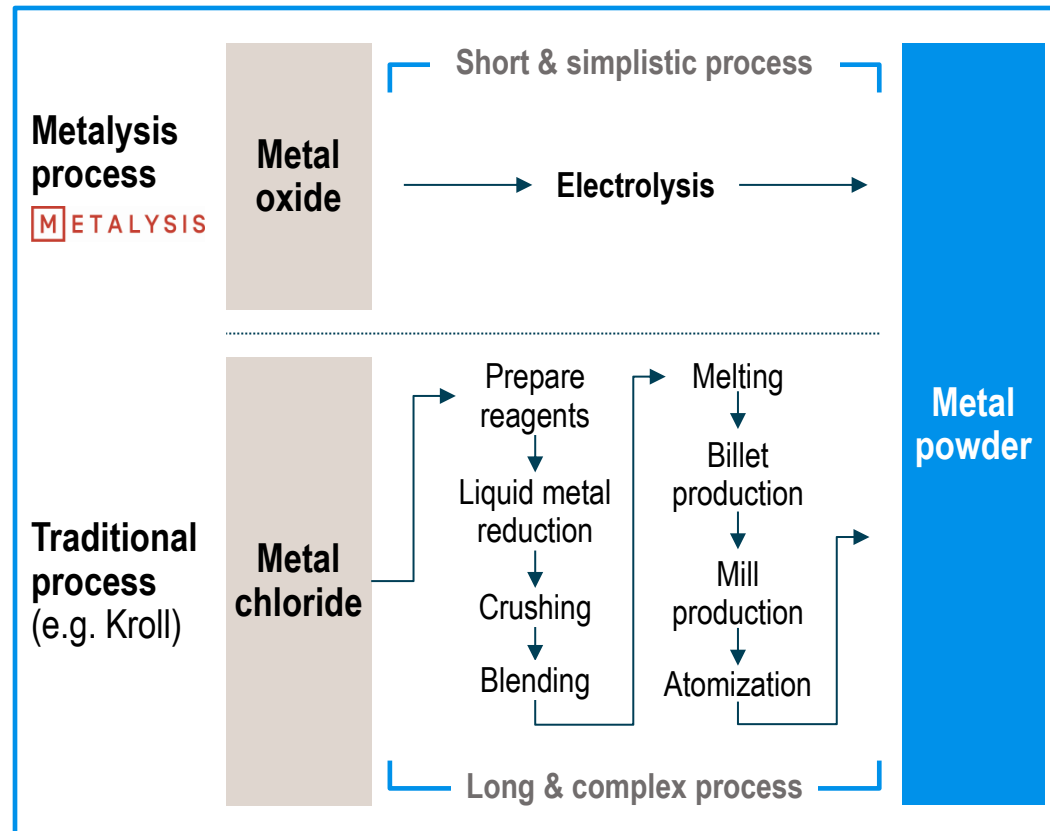 Short & simplistic process
Metalysis
process
METALYSIS
Metal
oxide
Electrolysis
Metal
powder
Traditional
process
(e.g. Kroll)
Metal
chloride
Prepare
reagents
Liquid metal
reduction
Crushing
Blending
Melting
Billet
production
Mill
production
Atomization
Long & complex process